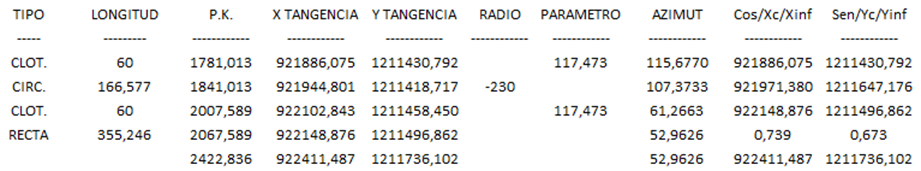 TIPO LONGITUD P.K. X TANGENCIA Y TANGENCIA RADIO PARAMETRO AZIMUT Cos/Xc/Xinf Sen/Yc/Yinf
----- --------- ------------ ------------ ------------ ------------ ------------ ------------ ------------ ------------
CLOT. 60 1781,013 921886,075 1211430,792 117,473 115,6770 921886,075 1211430,792
CIRC. 166,577 1841,013 921944,801 1211418,717 -230 107,3733 921971,380 1211647,176
CLOT. 60 2007,589 922102,843 1211458,450 117,473 61,2663 922148,876 1211496,862
RECTA 355,246 2067,589 922148,876 1211496,862 52,9626 0,739 0,673
2422,836 922411,487 1211736,102 52,9626 922411,487 1211736,102